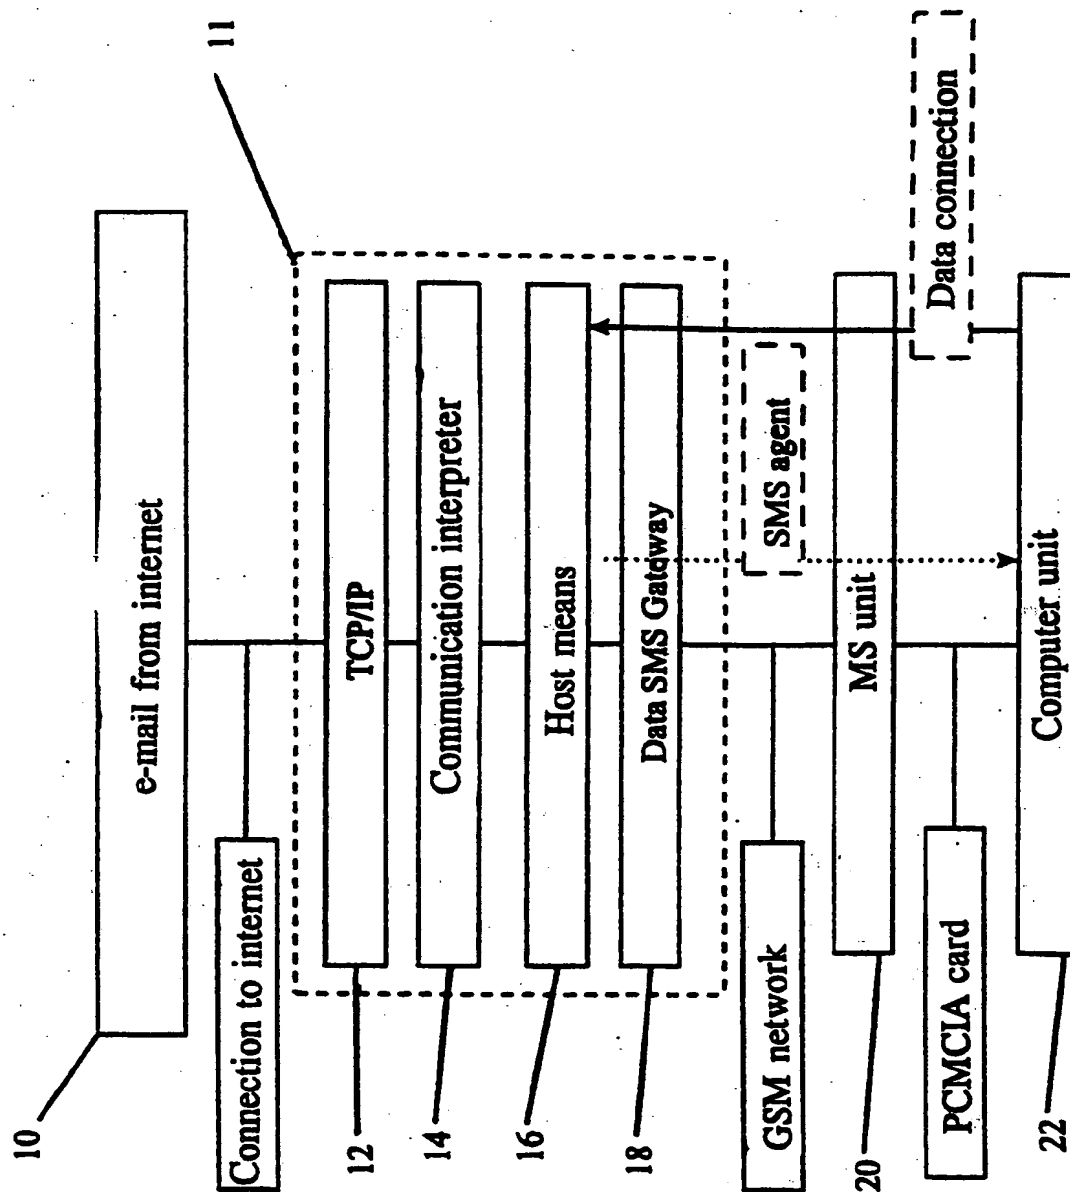 10
e-mail from internet
Connection to internet
11
12
TCP/IP
14
Communication interpreter
16
Host means
18
Data SMS Gateway
GSM network
SMS agent
20
MS unit
PCMCIA card
Data connection
22
Computer unit